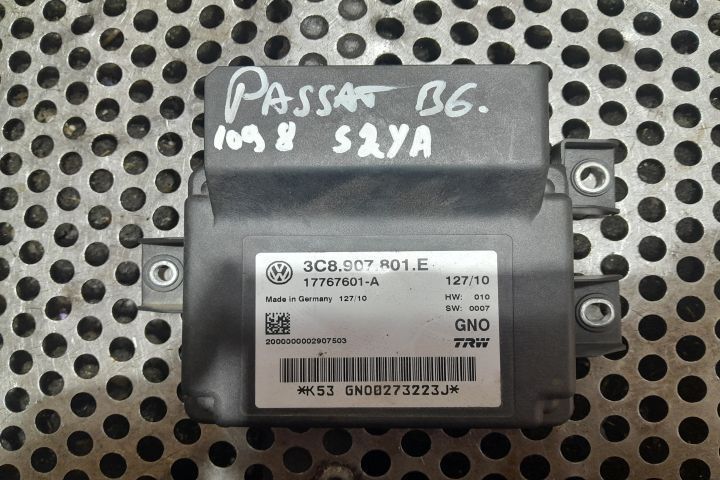 PASSAT B6.
1098 S2YA
3C8.907.801.E
17767601-A 127/10
Made in Germany 127/10 HW: 010
SW: 0007
GNO
2000000002907503
TRW
*K53 GNO0273223J*